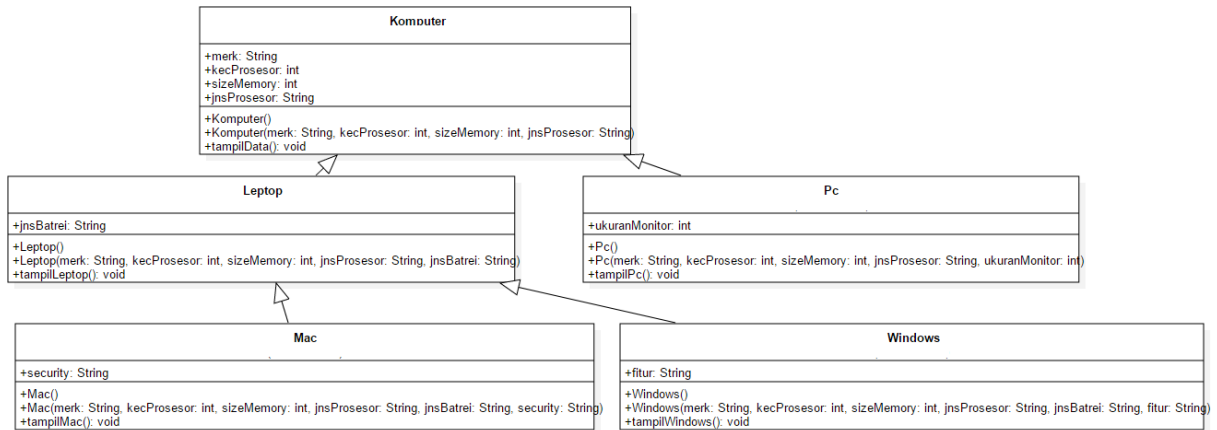 Komputer
+merk: String
+kecProsesor: int
+sizeMemory: int
+jnsProsesor: String
+Komputer()
+Komputer(merk: String, kecProsesor: int, sizeMemory: int, jnsProsesor: String)
+tampilData(): void
Leptop
+jnsBatrei: String
+Leptop()
+Leptop(merk: String, kecProsesor: int, sizeMemory: int, jnsProsesor: String, jnsBatrei: String)
+tampilLeptop(): void
Pc
+ukuranMonitor: int
+Pc()
+Pc(merk: String, kecProsesor: int, sizeMemory: int, jnsProsesor: String, ukuranMonitor: int)
+tampilPc(): void
Mac
+security: String
+Mac()
+Mac(merk: String, kecProsesor: int, sizeMemory: int, jnsProsesor: String, jnsBatrei: String, security: String)
+tampilMac(): void
Windows
+fitur: String
+Windows()
+Windows(merk: String, kecProsesor: int, sizeMemory: int, jnsProsesor: String, jnsBatrei: String, fitur: String)
+tampilWindows(): void